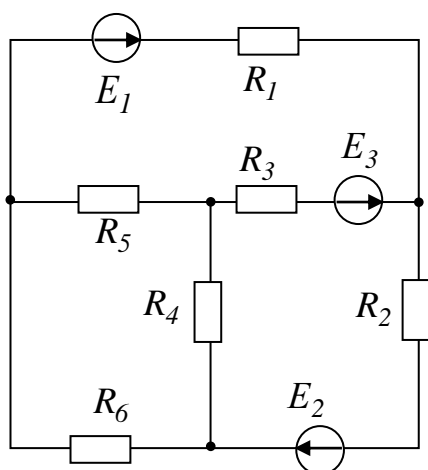 E₁ R₁
R₃ E₃
R₅
R₄ R₂
R₆ E₂